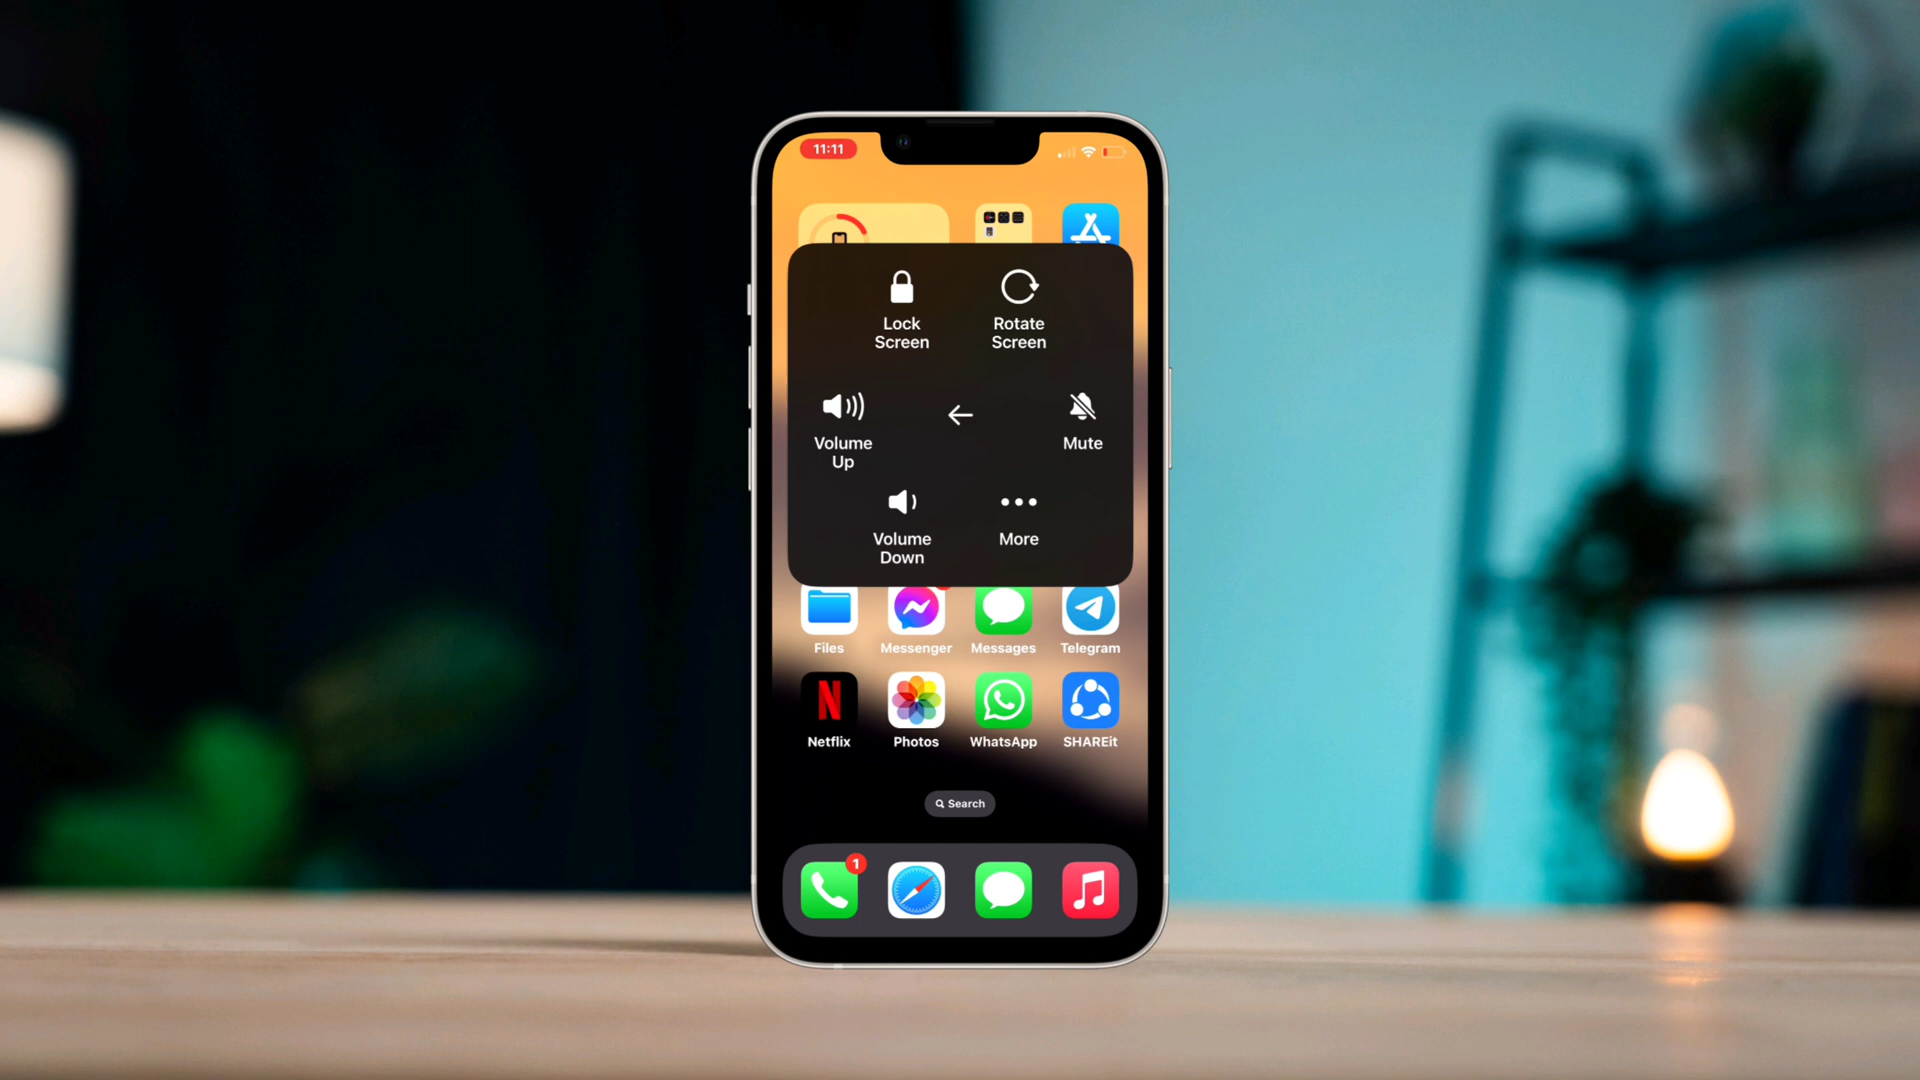 11:11
Lock
Screen
Rotate
Screen
Volume
Up
Mute
Volume
Down
More
Files
Messenger
Messages
Telegram
N
Netflix
Photos
WhatsApp
SHAREit
Search
1